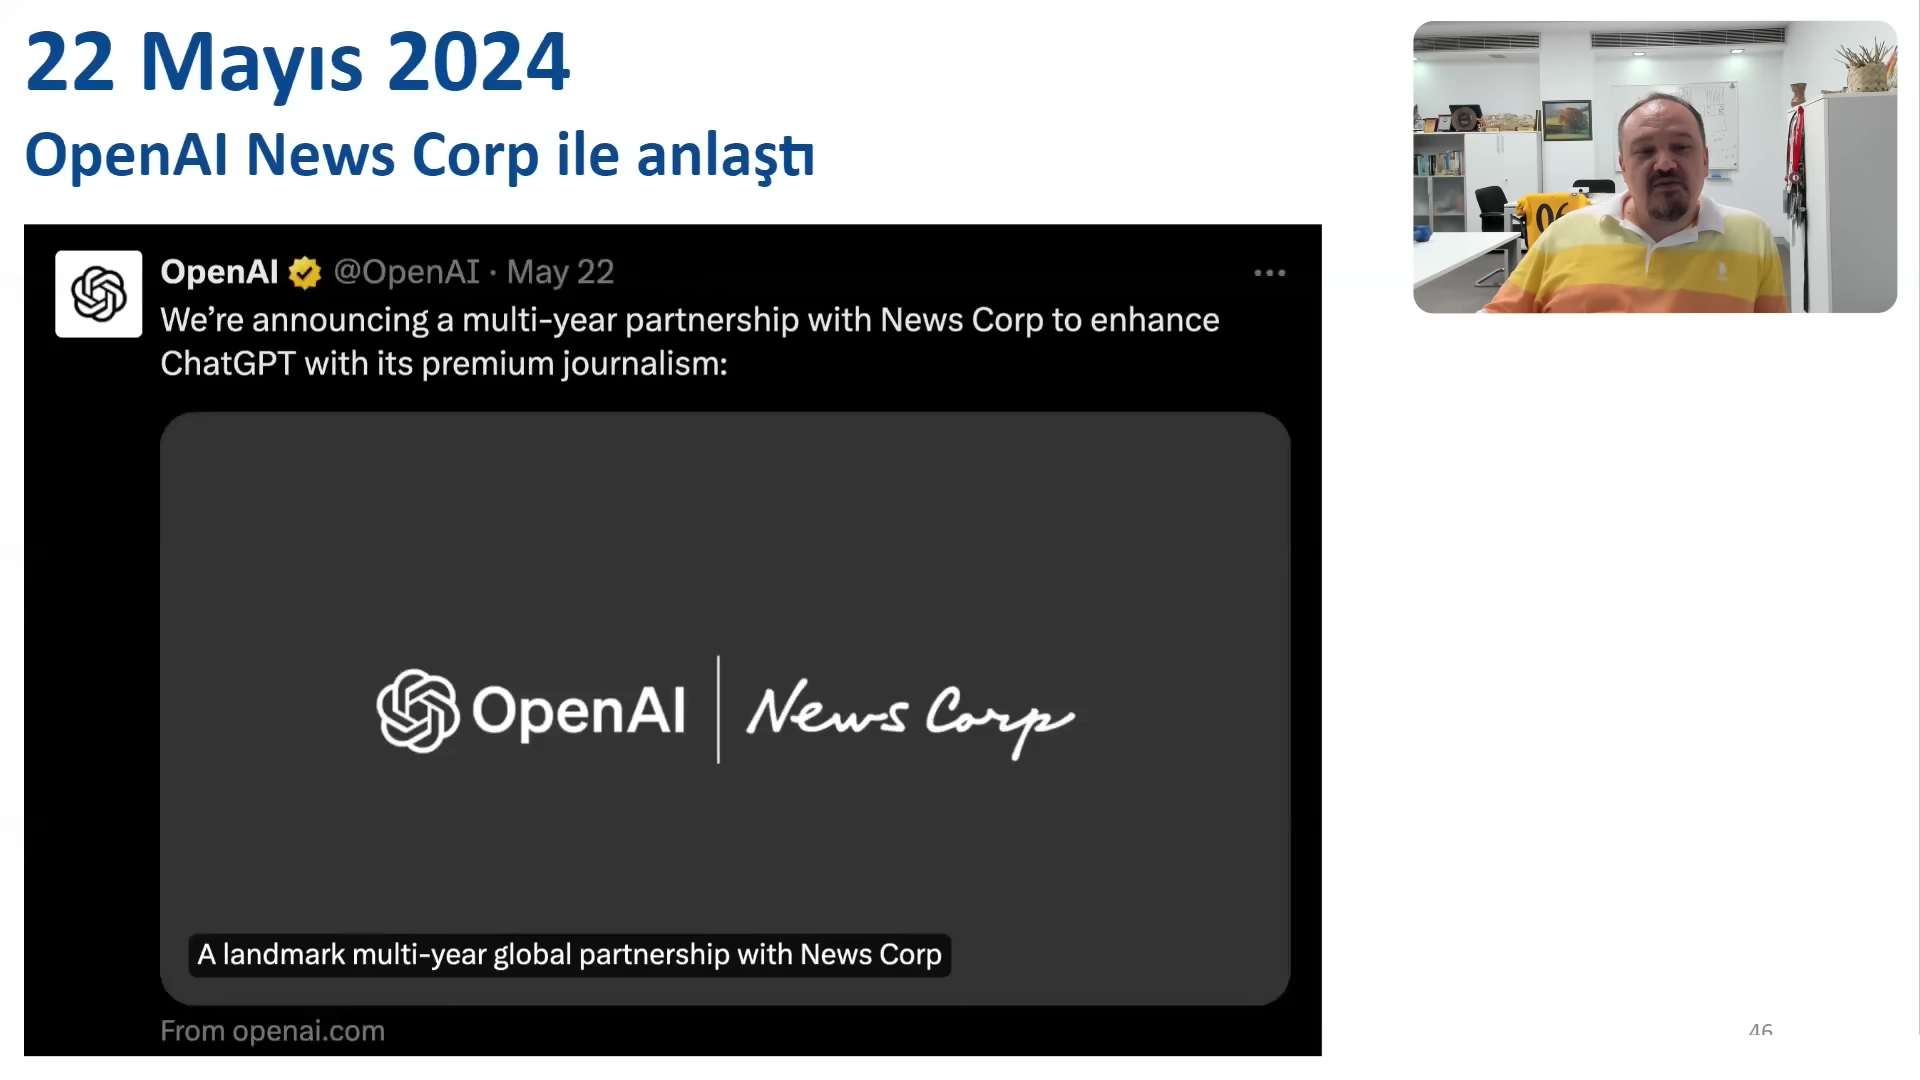 22 Mayıs 2024
OpenAI News Corp ile anlaştı
OpenAI @OpenAI · May 22
We’re announcing a multi-year partnership with News Corp to enhance
ChatGPT with its premium journalism:
OpenAI | News Corp
A landmark multi-year global partnership with News Corp
From openai.com
06
46